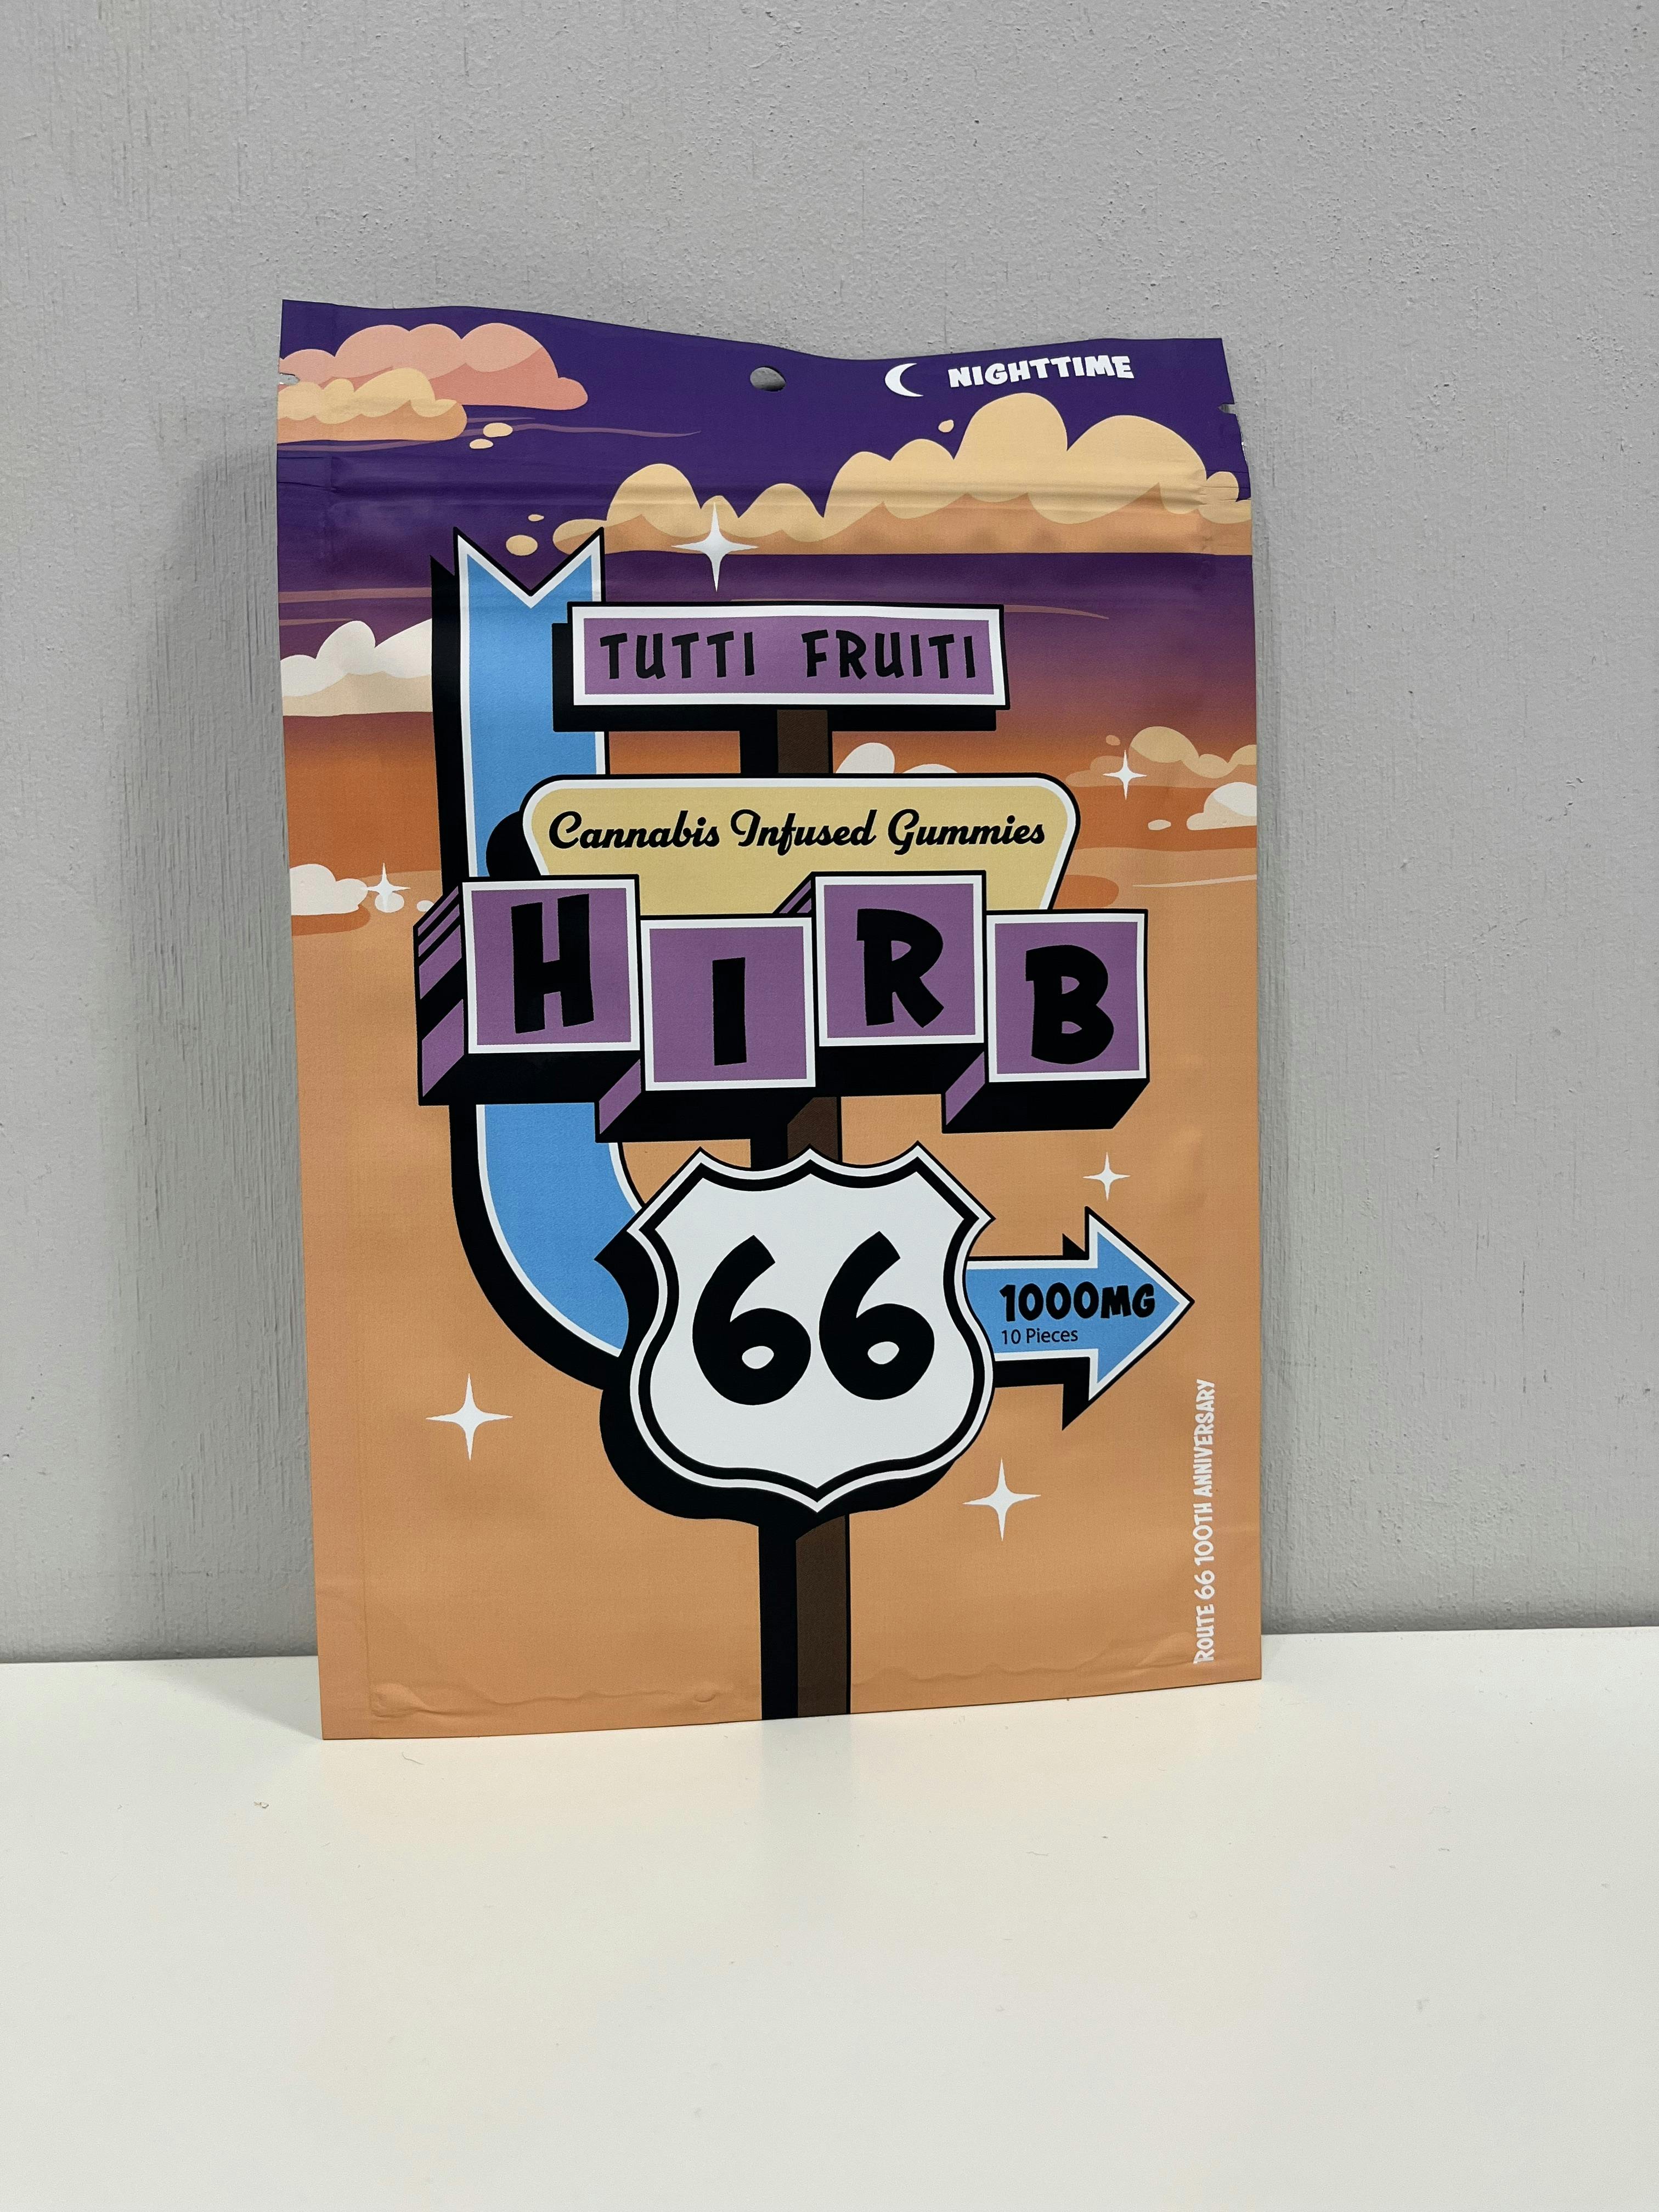 NIGHTTIME
TUTTI FRUITI
Cannabis Infused Gummies
HIRB
66
1000MG
10 Pieces
ROUTE 66 100TH ANNIVERSARY